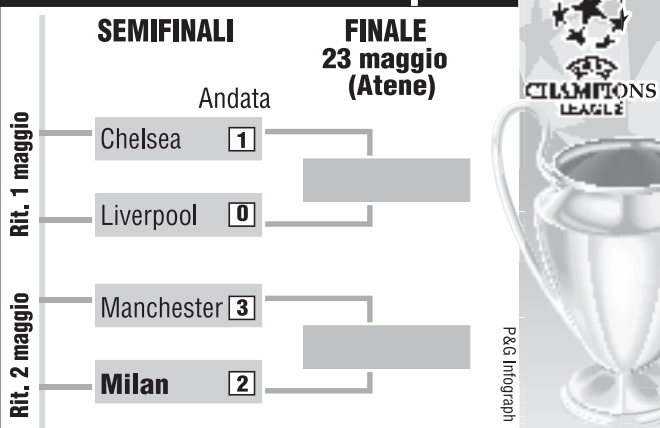 SEMIFINALI
FINALE
23 maggio
(Atene)
Andata
Rit. 1 maggio
Chelsea 1
Liverpool 0
Rit. 2 maggio
Manchester 3
Milan 2
CHAMPIONS
LEAGUE
P&G Infograph